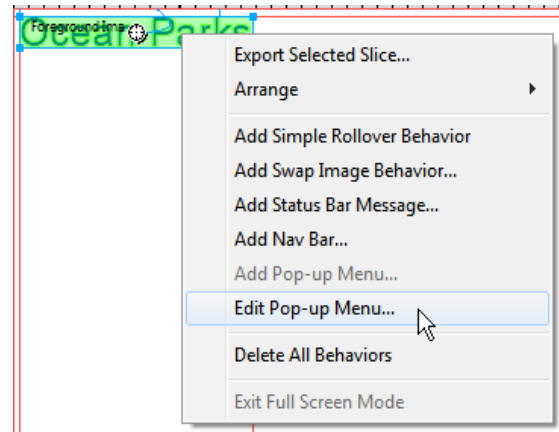 Foreground Ima
Ocean Parks
Export Selected Slice...
Arrange
Add Simple Rollover Behavior
Add Swap Image Behavior...
Add Status Bar Message...
Add Nav Bar...
Add Pop-up Menu...
Edit Pop-up Menu...
Delete All Behaviors
Exit Full Screen Mode